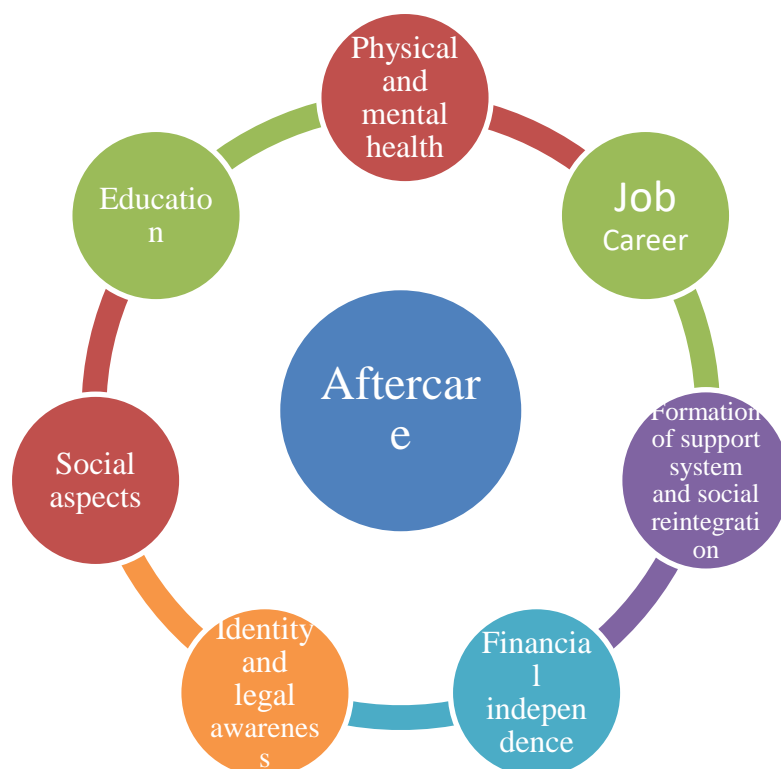 Physical
and
mental
health
Job
Career
Formation
of support
system
and social
reintegrati
on
Financia
l
indepen
dence
Identity
and
legal
awarenes
s
Social
aspects
Educatio
n
Aftercar
e